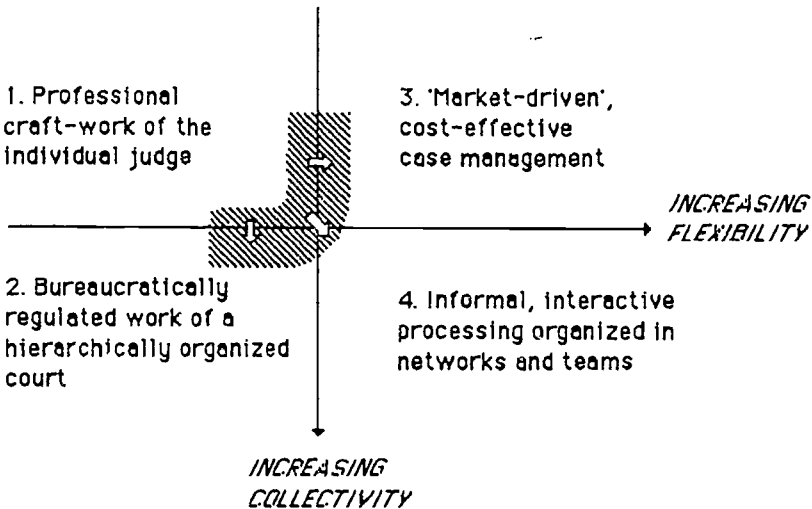 1. Professional
craft-work of the
individual judge
3. 'Market-driven',
cost-effective
case management
INCREASING
FLEXIBILITY
2. Bureaucratically
regulated work of a
hierarchically organized
court
4. Informal, interactive
processing organized in
networks and teams
INCREASING
COLLECTIVITY